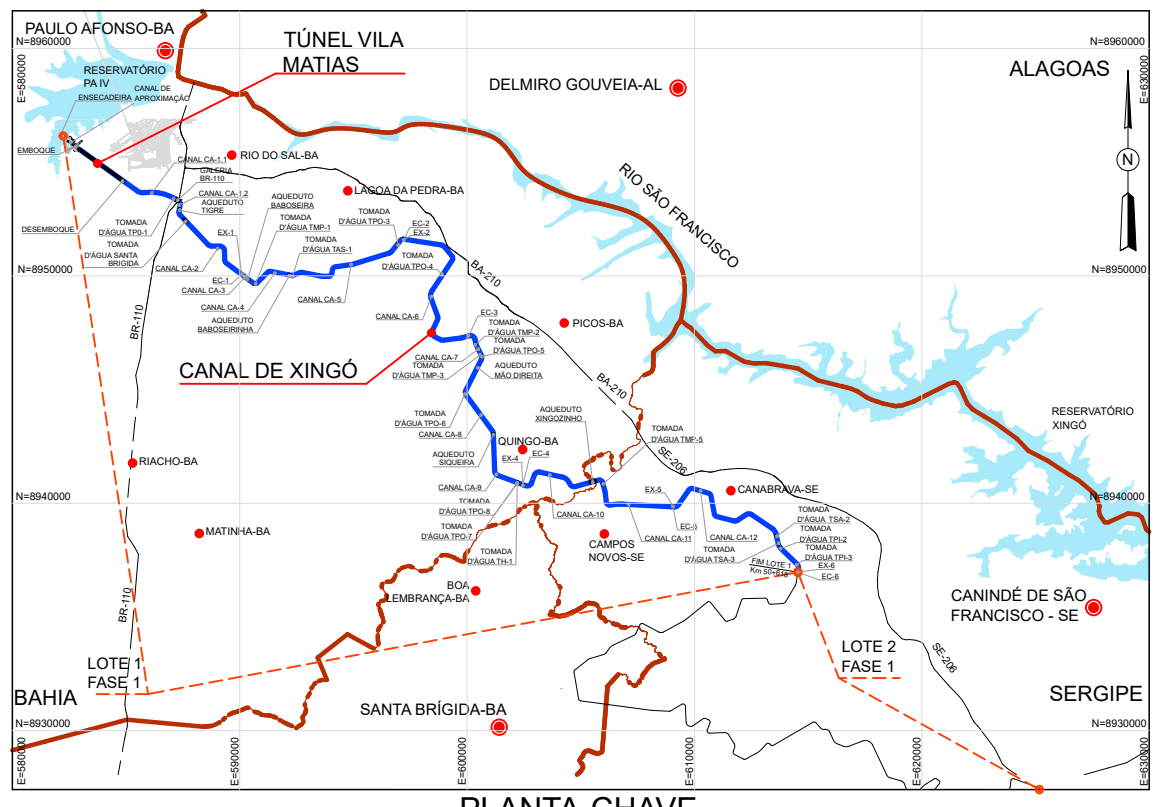 PAULO AFONSO-BA
N=8960000
E=580000
RESERVATÓRIO
PA IV
ENSECADEIRA
CANAL DE
APROXIMAÇÃO
EMBOQUE
TÚNEL VILA
MATIAS
DELMIRO GOUVEIA-AL
ALAGOAS
N=8960000
E=630000
N
RIO DO SAL-BA
LAGOA DA PEDRA-BA
RIO SÃO FRANCISCO
CANAL CA-1.1
GALERIA
BR-110
CANAL CA-1.2
AQUEDUTO
TIGRE
AQUEDUTO
BABOSEIRA
TOMADA
D'ÁGUA TMP-1
TOMADA
D'ÁGUA TAS-1
TOMADA
D'ÁGUA TPO-3
EC-2
EX-2
TOMADA
D'ÁGUA TP0-1
DESEMBOQUE
TOMADA
D'ÁGUA SANTA
BRIGIDA
EX-1
CANAL CA-2
EC-1
CANAL CA-3
CANAL CA-4
AQUEDUTO
BABOSEIRINHA
CANAL CA-5
TOMADA
D'ÁGUA TPO-4
BA-210
N=8950000
N=8950000
CANAL CA-6
BR-110
CANAL DE XINGÓ
EC-3
TOMADA
D'ÁGUA TMP-2
TOMADA
D'ÁGUA TPO-5
CANAL CA-7
TOMADA
D'ÁGUA TMP-3
AQUEDUTO
MÃO DIREITA
PICOS-BA
BA-210
TOMADA
D'ÁGUA TPO-6
CANAL CA-8
AQUEDUTO
XINGOZINHO
TOMADA
D'ÁGUA TMF-5
RESERVATÓRIO
XINGÓ
AQUEDUTO
SIQUEIRA
QUINGO-BA
EX-4
EC-4
SE-206
RIACHO-BA
CANAL CA-9
CANABRAVA-SE
EX-5
N=8940000
N=8940000
TOMADA
D'ÁGUA TPO-8
CANAL CA-10
TOMADA
D'ÁGUA TPO-7
EC-5
CANAL CA-11
CANAL CA-12
TOMADA
D'ÁGUA TSA-2
MATINHA-BA
TOMADA
D'ÁGUA TH-1
CAMPOS
NOVOS-SE
TOMADA
D'ÁGUA TSA-3
TOMADA
D'ÁGUA TPI-2
TOMADA
D'ÁGUA TPI-3
FIM LOTE 1
EX-6
EC-6
BOA
LEMBRANÇA-BA
CANINDÉ DE SÃO
FRANCISCO - SE
BR-110
LOTE 1
FASE 1
LOTE 2
FASE 1
SE-206
BAHIA
SERGIPE
SANTA BRÍGIDA-BA
N=8930000
N=8930000
E=580000
E=590000
E=600000
E=610000
E=620000
E=630000
PLANTA-CHAVE